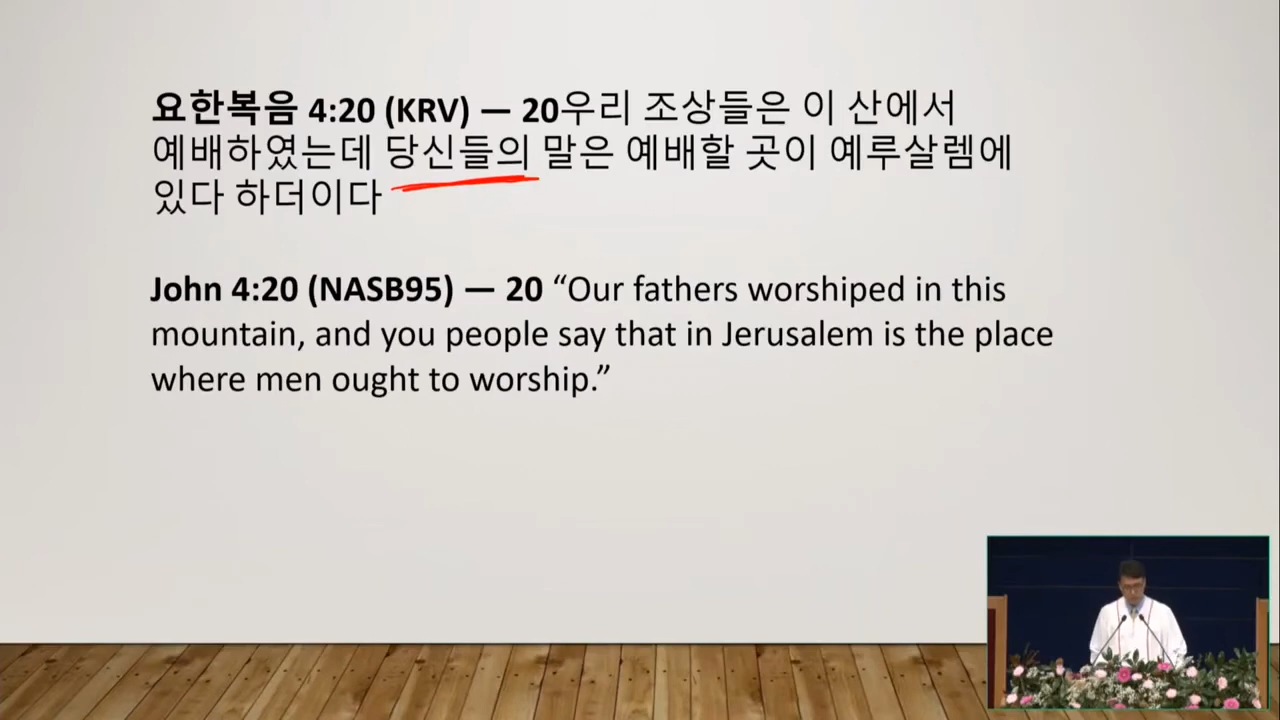 요한복음 4:20 (KRV) — 20우리 조상들은 이 산에서
예배하였는데 당신들의 말은 예배할 곳이 예루살렘에
있다 하더이다
John 4:20 (NASB95) — 20 “Our fathers worshiped in this
mountain, and you people say that in Jerusalem is the place
where men ought to worship.”